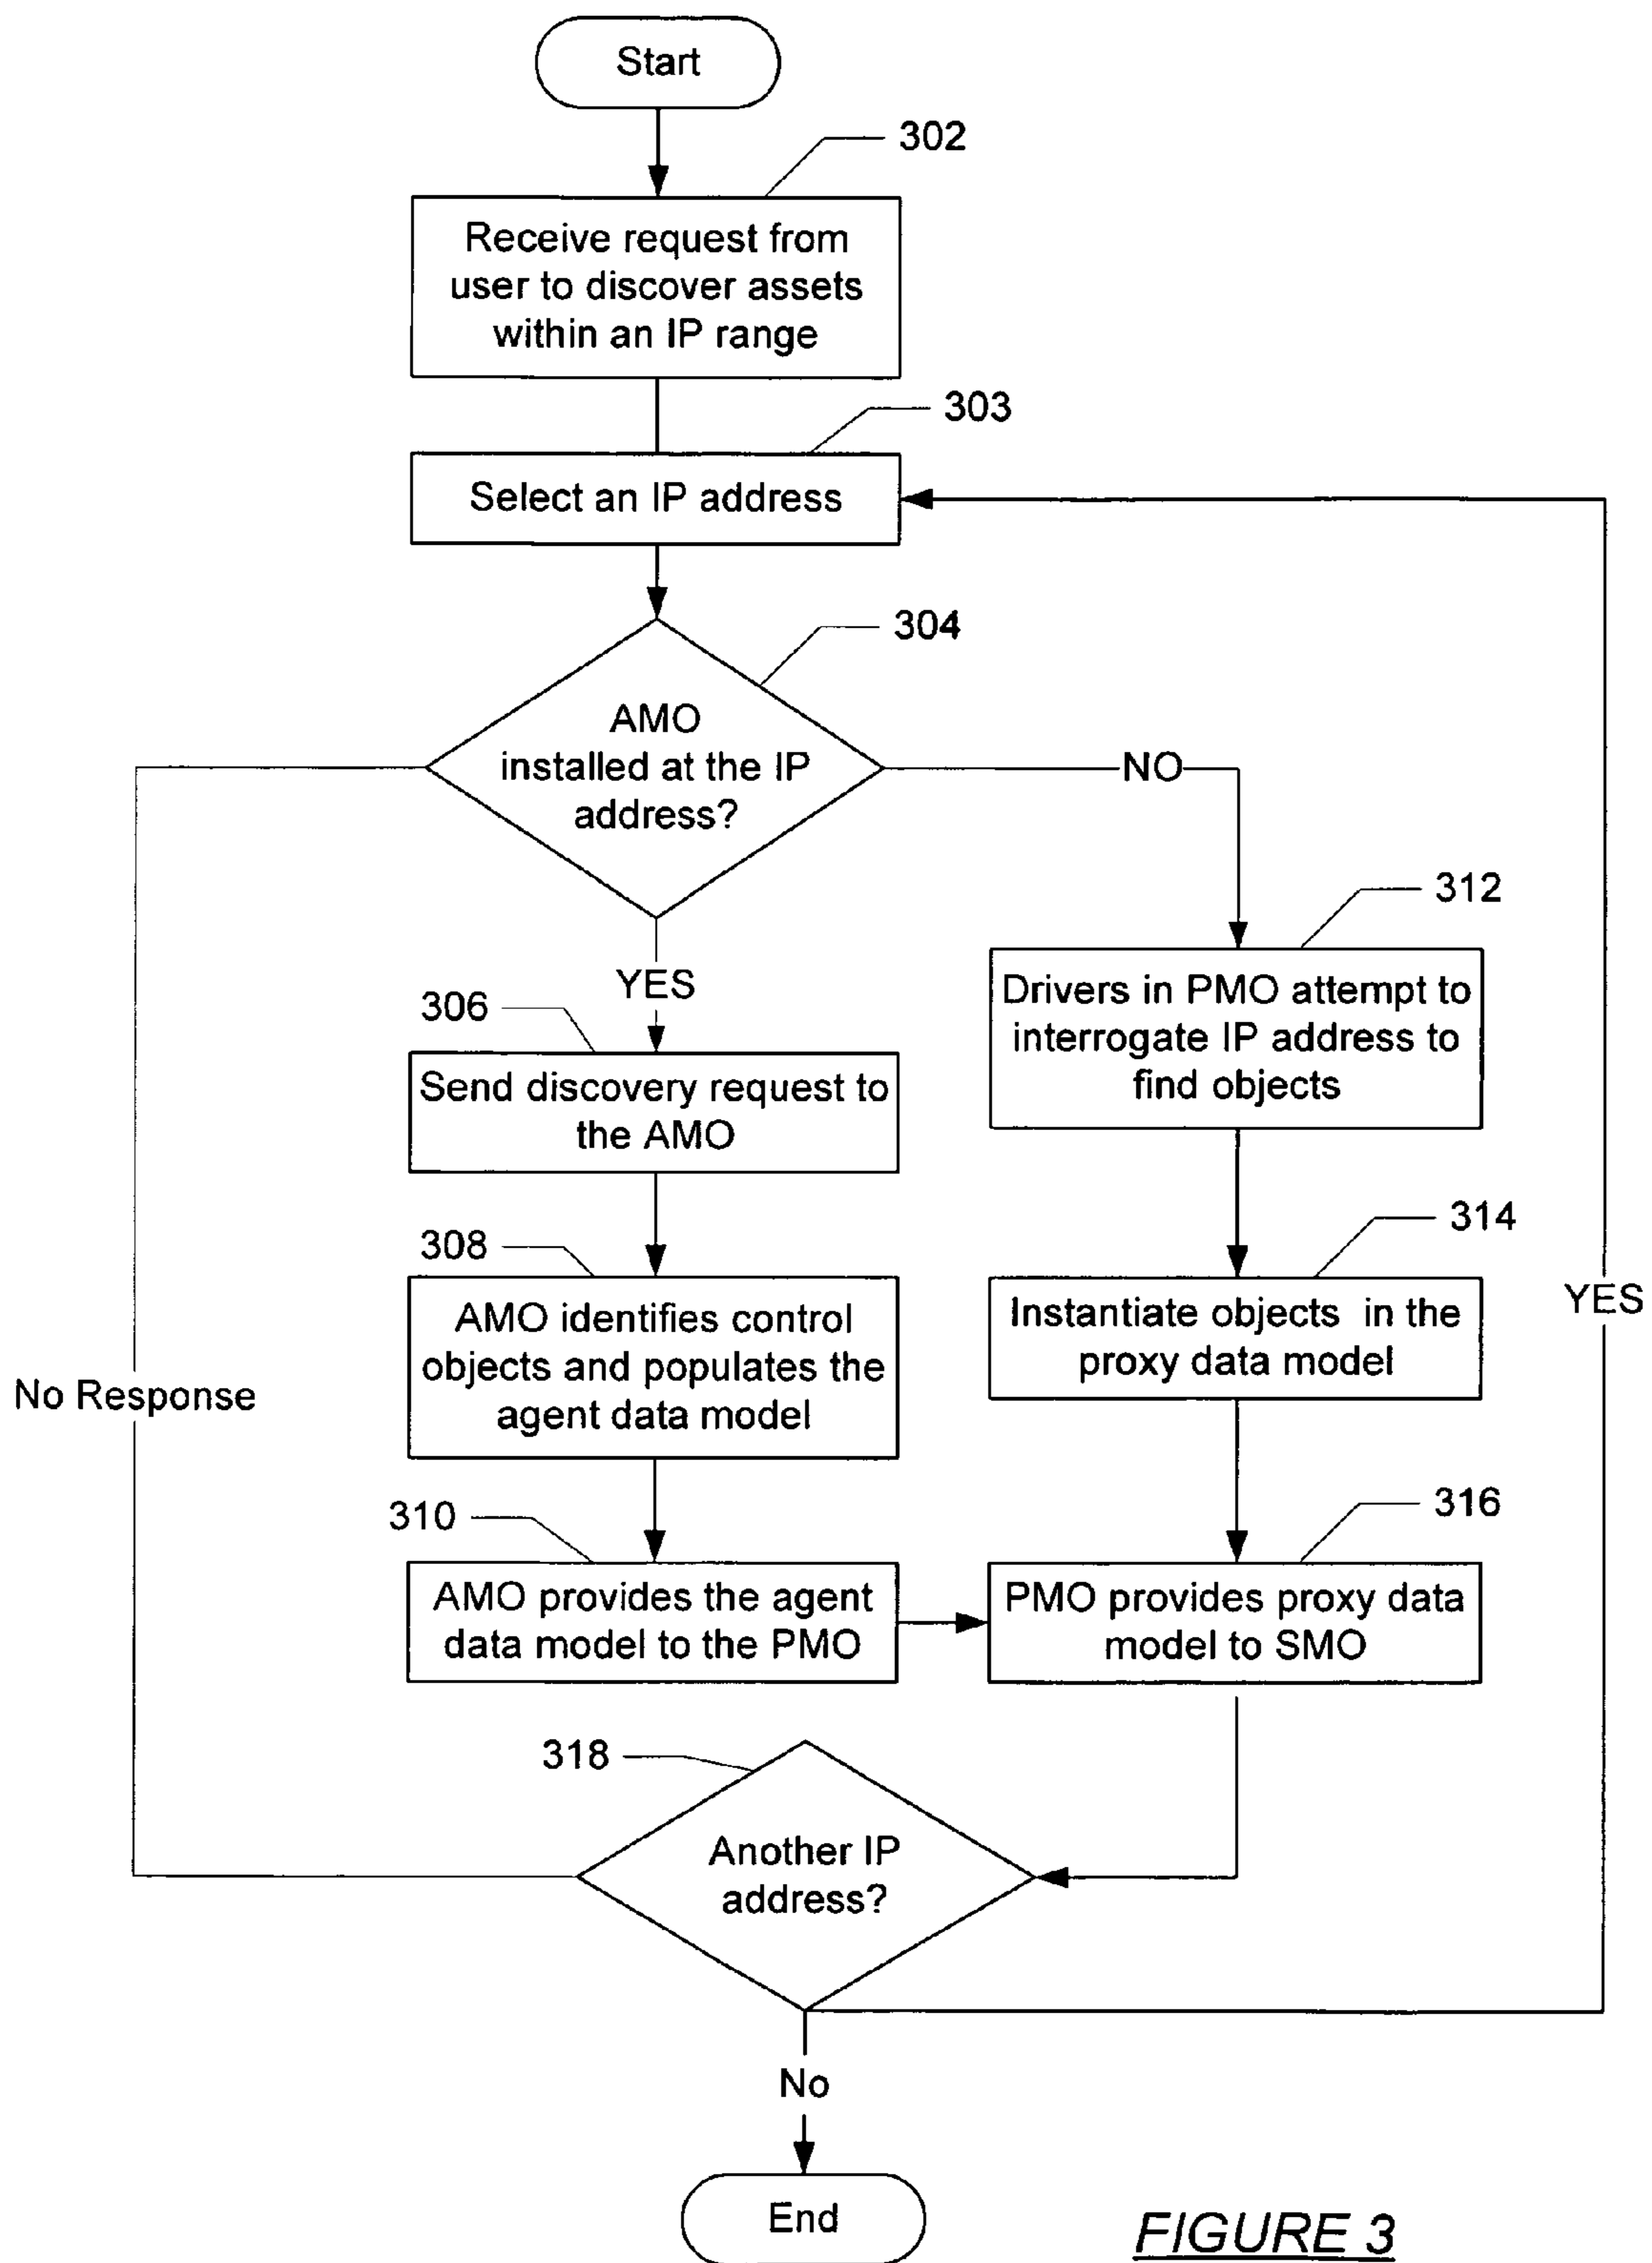 Start
302
Receive request from
user to discover assets
within an IP range
303
Select an IP address
304
AMO
installed at the IP
address?
NO
YES
312
Drivers in PMO attempt to
interrogate IP address to
find objects
306
Send discovery request to
the AMO
314
Instantiate objects in the
proxy data model
308
AMO identifies control
objects and populates the
agent data model
YES
No Response
310
AMO provides the agent
data model to the PMO
316
PMO provides proxy data
model to SMO
318
Another IP
address?
No
End
FIGURE 3